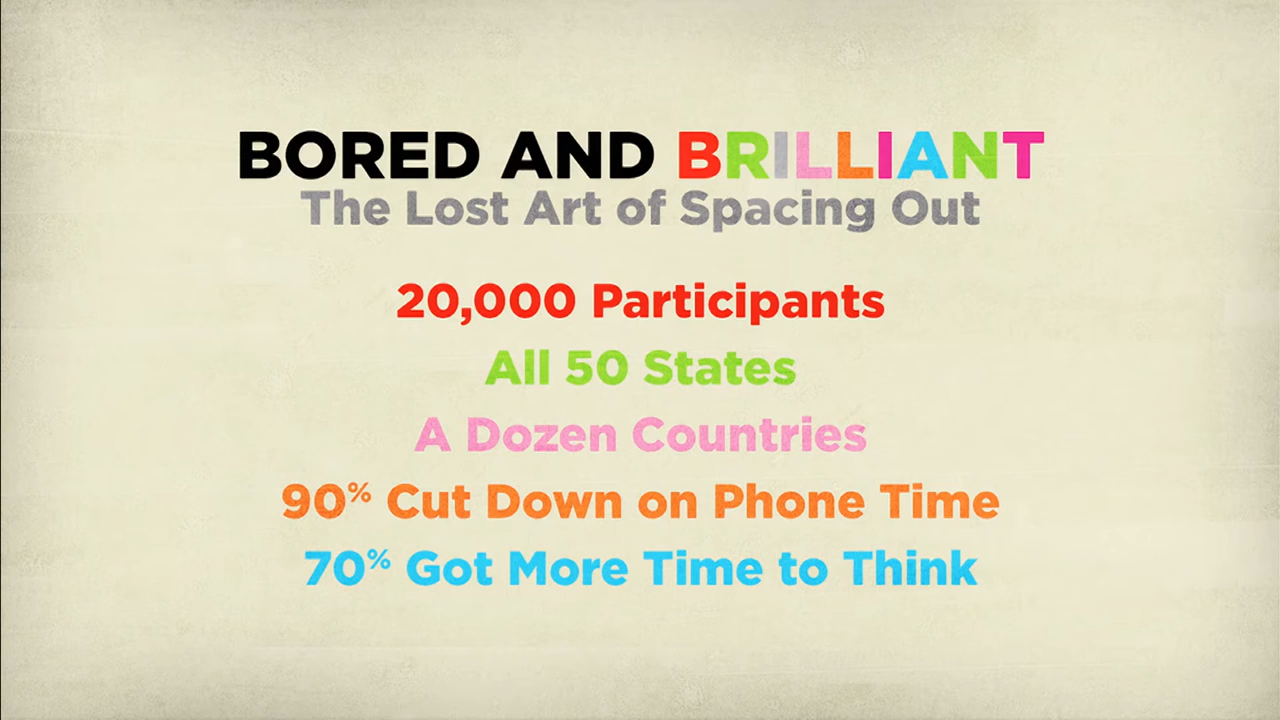 BORED AND BRILLIANT
The Lost Art of Spacing Out
20,000 Participants
All 50 States
A Dozen Countries
90% Cut Down on Phone Time
70% Got More Time to Think